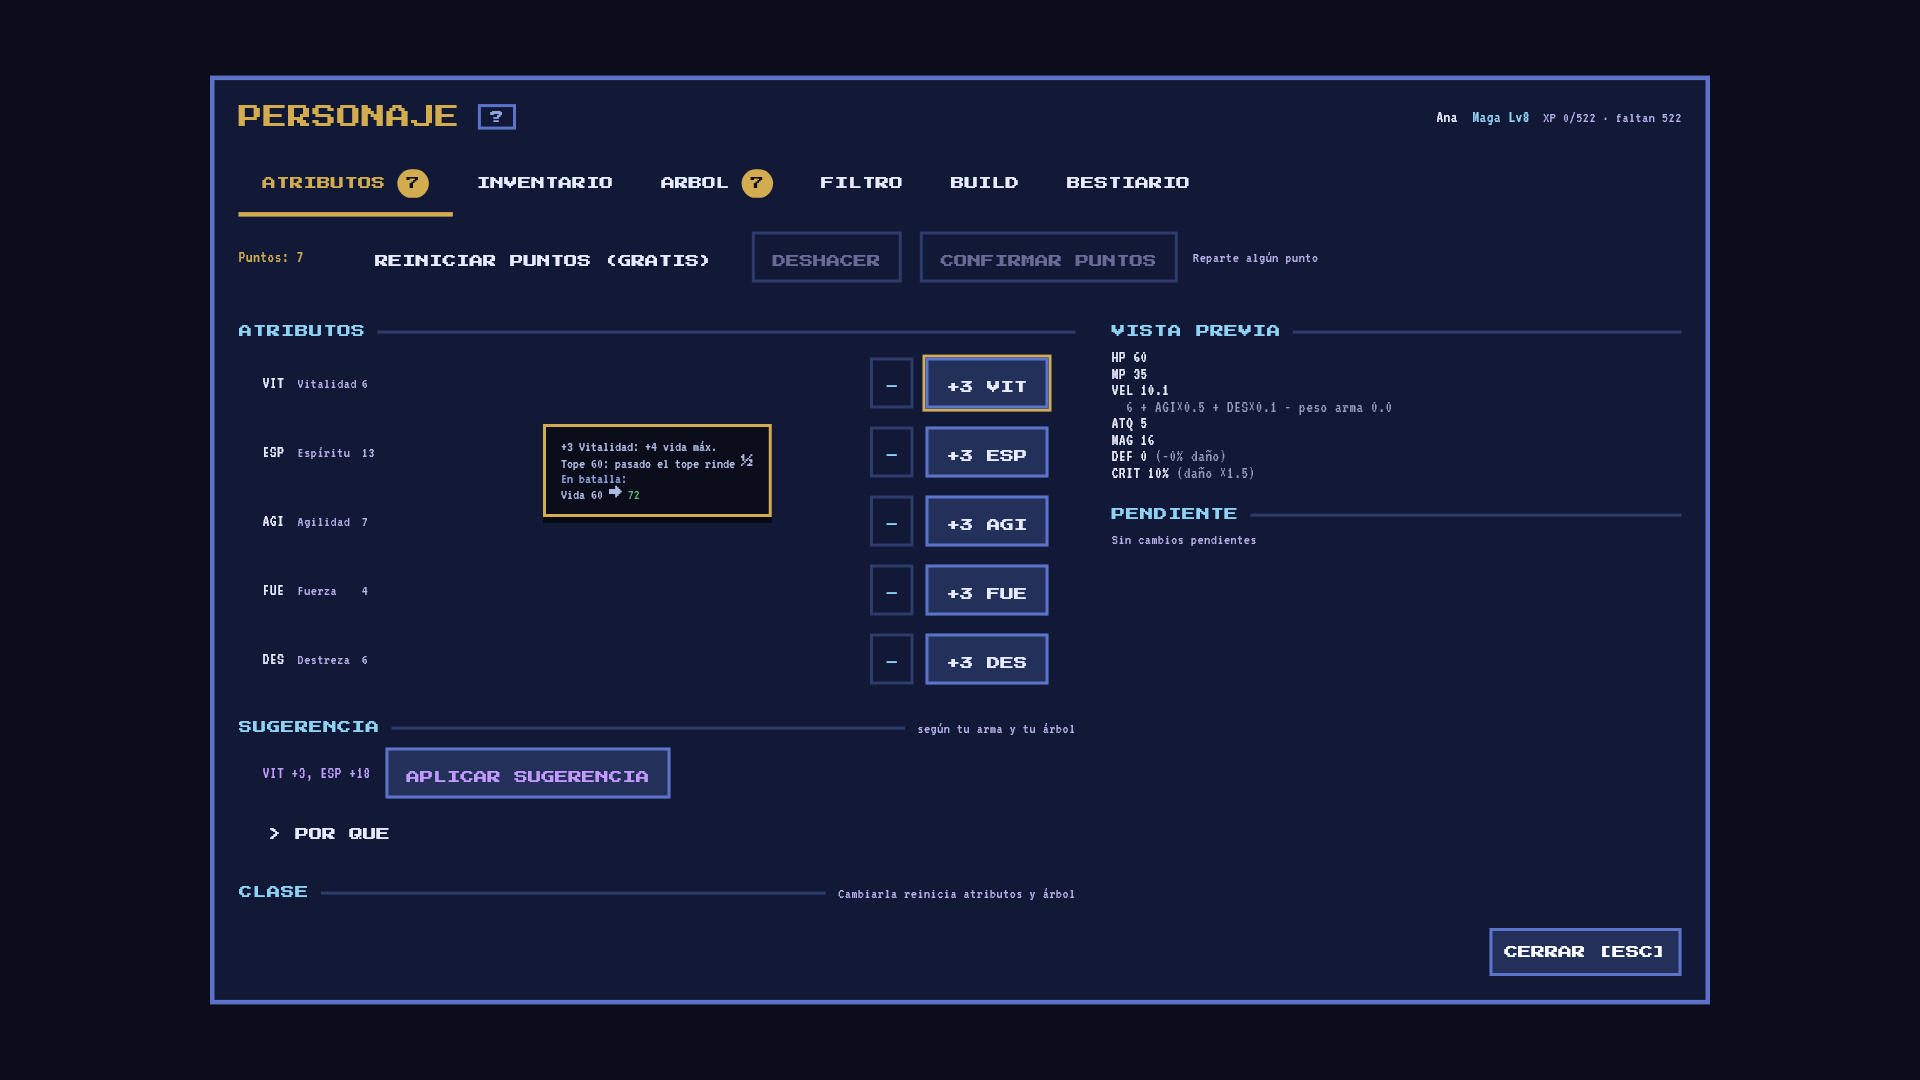 PERSONAJE ?
Ana Maga Lv8 XP 0/522 · faltan 522
ATRIBUTOS 7 INVENTARIO ARBOL 7 FILTRO BUILD BESTIARIO
Puntos: 7 REINICIAR PUNTOS (GRATIS) DESHACER CONFIRMAR PUNTOS Reparte algún punto
ATRIBUTOS
VIT Vitalidad 6 - +3 VIT
ESP Espíritu 13 - +3 ESP
AGI Agilidad 7 - +3 AGI
FUE Fuerza 4 - +3 FUE
DES Destreza 6 - +3 DES
+3 Vitalidad: +4 vida máx.
Tope 60: pasado el tope rinde ½
En batalla:
Vida 60 ➡ 72
SUGERENCIA según tu arma y tu árbol
VIT +3, ESP +18 APLICAR SUGERENCIA
> POR QUE
CLASE Cambiarla reinicia atributos y árbol
VISTA PREVIA
HP 60
MP 35
VEL 10.1
6 + AGI×0.5 + DES×0.1 - peso arma 0.0
ATQ 5
MAG 16
DEF 0 (-0% daño)
CRIT 10% (daño ×1.5)
PENDIENTE
Sin cambios pendientes
CERRAR [ESC]